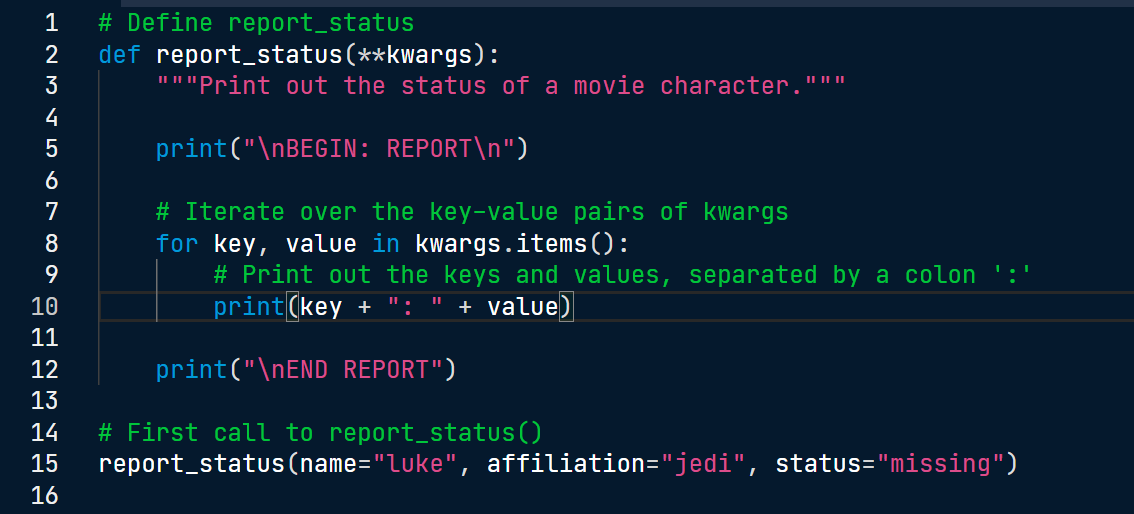 1 # Define report_status
2 def report_status(**kwargs):
3     """Print out the status of a movie character."""
4
5     print("\nBEGIN: REPORT\n")
6
7     # Iterate over the key-value pairs of kwargs
8     for key, value in kwargs.items():
9         # Print out the keys and values, separated by a colon ':'
10         print(key + ": " + value)
11
12     print("\nEND REPORT")
13
14 # First call to report_status()
15 report_status(name="luke", affiliation="jedi", status="missing")
16